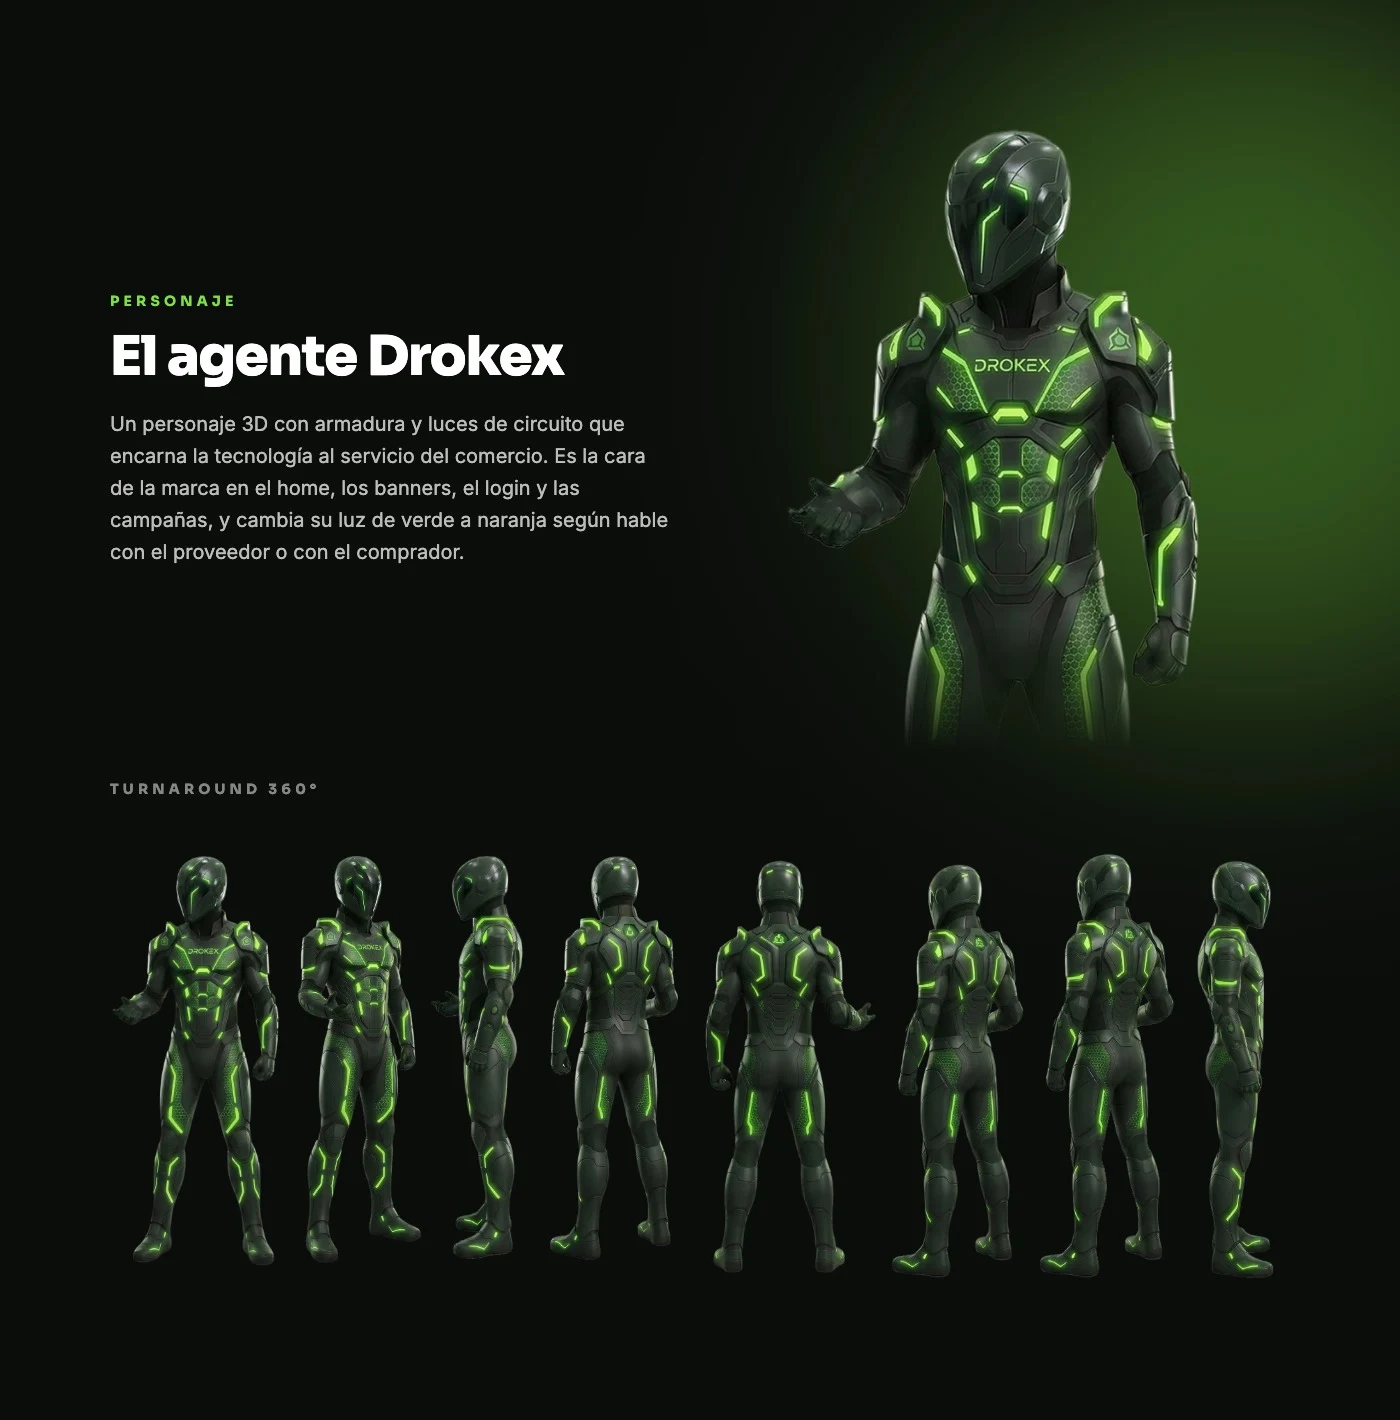 PERSONAJE
El agente Drokex
Un personaje 3D con armadura y luces de circuito que
encarna la tecnología al servicio del comercio. Es la cara
de la marca en el home, los banners, el login y las
campañas, y cambia su luz de verde a naranja según hable
con el proveedor o con el comprador.
DROKEX
TURNAROUND 360°
DROKEX
DROKEX